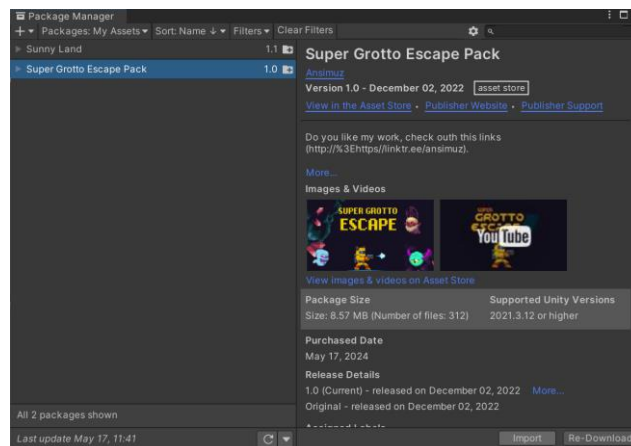 Package Manager
Packages: My Assets Sort: Name ↓ Filters Clear Filters
Sunny Land 1.1
Super Grotto Escape Pack 1.0
All 2 packages shown
Last update May 17, 11:41
Super Grotto Escape Pack
Ansimuz
Version 1.0 - December 02, 2022 asset store
View in the Asset Store • Publisher Website • Publisher Support
Do you like my work, check outh this links
(http://%3Ehttps//linktr.ee/ansimuz).
More...
Images & Videos
SUPER GROTTO
ESCAPE
SUPER
GROTTO
ESCAPE
YouTube
View images & videos on Asset Store
Package Size Supported Unity Versions
Size: 8.57 MB (Number of files: 312) 2021.3.12 or higher
Purchased Date
May 17, 2024
Release Details
1.0 (Current) - released on December 02, 2022 More...
Original - released on December 02, 2022
Assigned Labels
Import Re-Download